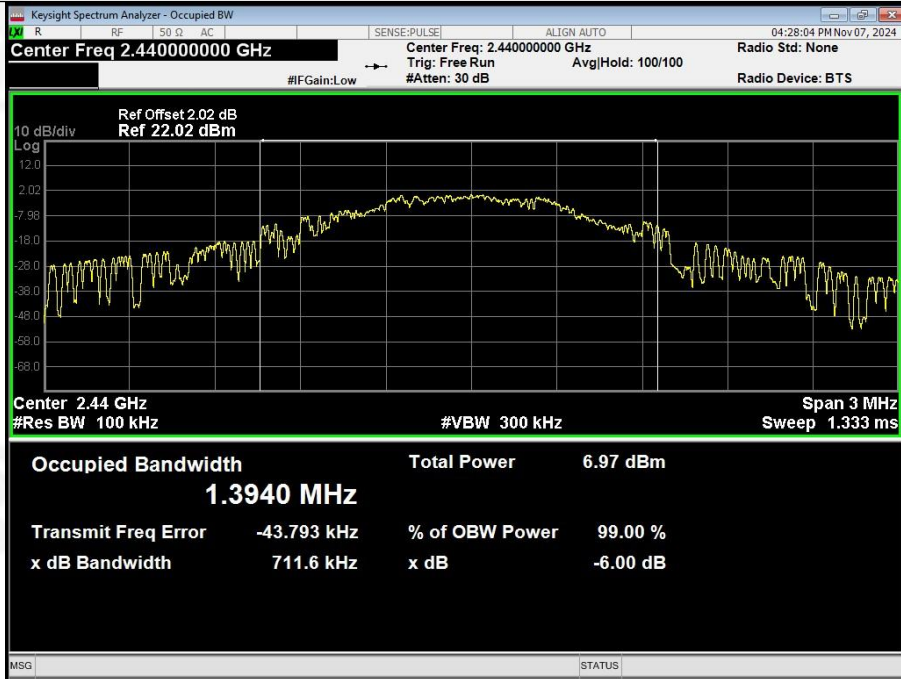 Keysight Spectrum Analyzer - Occupied BW
LXI R RF 50 Ω AC SENSE:PULSE ALIGN AUTO 04:28:04 PM Nov 07, 2024
Center Freq 2.440000000 GHz Center Freq: 2.440000000 GHz Radio Std: None
Trig: Free Run Avg|Hold: 100/100
#IFGain:Low #Atten: 30 dB Radio Device: BTS
Ref Offset 2.02 dB
10 dB/div Ref 22.02 dBm
Log
12.0
2.02
-7.98
-18.0
-28.0
-38.0
-48.0
-58.0
-68.0
Center 2.44 GHz Span 3 MHz
#Res BW 100 kHz #VBW 300 kHz Sweep 1.333 ms
Occupied Bandwidth Total Power 6.97 dBm
1.3940 MHz
Transmit Freq Error -43.793 kHz % of OBW Power 99.00 %
x dB Bandwidth 711.6 kHz x dB -6.00 dB
MSG STATUS